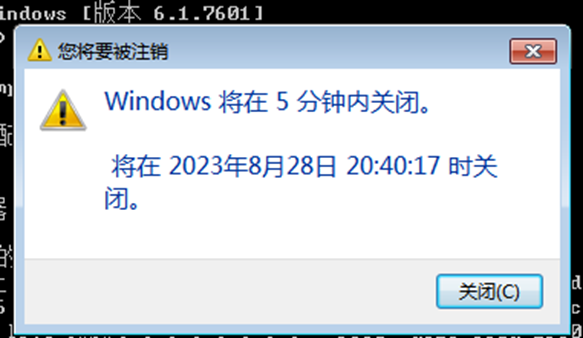 indows [版本 6.1.7601]
您将要被注销
Windows 将在 5 分钟内关闭。
将在 2023年8月28日 20:40:17 时关
闭。
关闭(C)